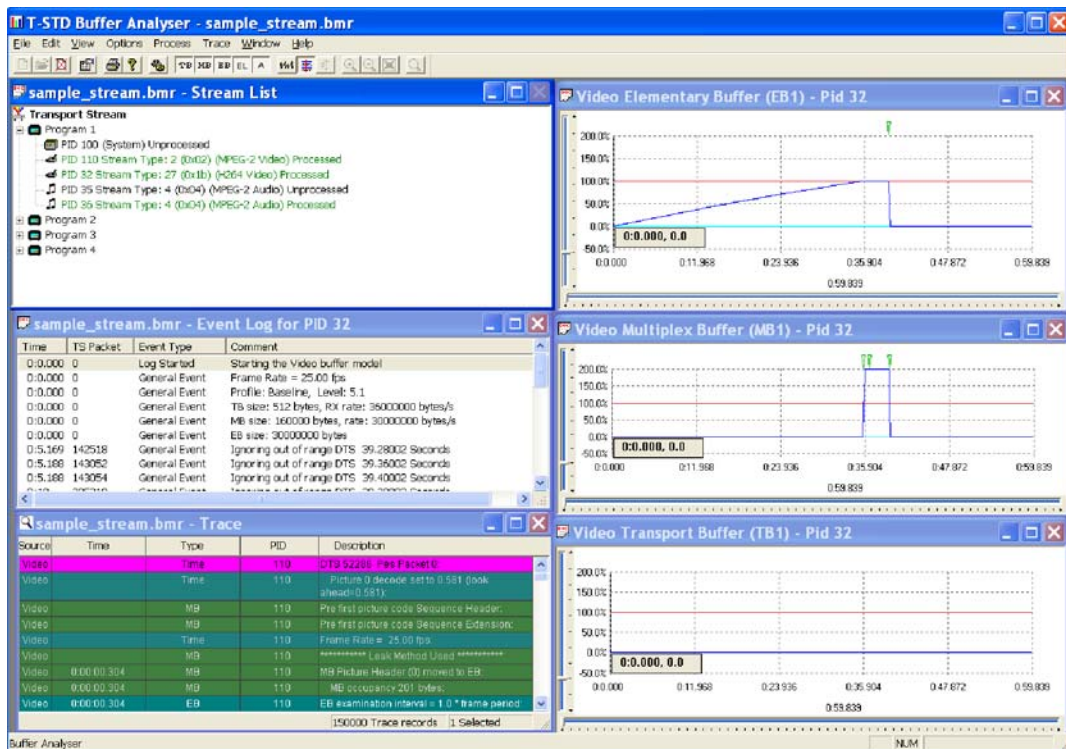 T-STD Buffer Analyser - sample_stream.bmr
File Edit View Options Process Trace Window Help
TB MB EB EL A
sample_stream.bmr - Stream List
Transport Stream
Program 1
PID 100 (System) Unprocessed
PID 110 Stream Type: 2 (0x02) (MPEG-2 Video) Processed
PID 32 Stream Type: 27 (0x1b) (H264 Video) Processed
PID 35 Stream Type: 4 (0x04) (MPEG-2 Audio) Unprocessed
PID 36 Stream Type: 4 (0x04) (MPEG-2 Audio) Processed
Program 2
Program 3
Program 4
sample_stream.bmr - Event Log for PID 32
Time TS Packet Event Type Comment
0:0.000 0 Log Started Starting the Video buffer model
0:0.000 0 General Event Frame Rate = 25.00 fps
0:0.000 0 General Event Profile: Baseline, Level: 5.1
0:0.000 0 General Event TB size: 512 bytes, RX rate: 36000000 bytes/s
0:0.000 0 General Event MB size: 160000 bytes, rate: 30000000 bytes/s
0:0.000 0 General Event EB size: 30000000 bytes
0:5.169 142518 General Event Ignoring out of range DTS 39.28002 Seconds
0:5.188 143052 General Event Ignoring out of range DTS 39.36002 Seconds
0:5.188 143054 General Event Ignoring out of range DTS 39.40002 Seconds
sample_stream.bmr - Trace
Source Time Type PID Description
Video Time 110 DTS 52286 Pes Packet 0:
Video Time 110 Picture 0 decode set to 0.581 (look
ahead=0.581):
Video MB 110 Pre first picture code Sequence Header:
Video MB 110 Pre first picture code Sequence Extension:
Video Time 110 Frame Rate = 25.00 fps:
Video MB 110 *********** Leak Method Used ***********
Video 0:00:00.304 MB 110 MB Picture Header (0) moved to EB:
Video 0:00:00.304 MB 110 MB occupancy 201 bytes:
Video 0:00:00.304 EB 110 EB examination interval = 1.0 * frame period:
150000 Trace records 1 Selected
Video Elementary Buffer (EB1) - Pid 32
200.0%
150.0%
100.0%
50.0%
0.0%
-50.0%
0:0.000, 0.0
0:0.000 0:11.968 0:23.936 0:35.904 0:47.872 0:59.839
0:59.839
Video Multiplex Buffer (MB1) - Pid 32
200.0%
150.0%
100.0%
50.0%
0.0%
-50.0%
0:0.000, 0.0
0:0.000 0:11.968 0:23.936 0:35.904 0:47.872 0:59.839
0:59.839
Video Transport Buffer (TB1) - Pid 32
200.0%
150.0%
100.0%
50.0%
0.0%
-50.0%
0:0.000, 0.0
0:0.000 0:11.968 0:23.936 0:35.904 0:47.872 0:59.839
0:59.839
Buffer Analyser NUM